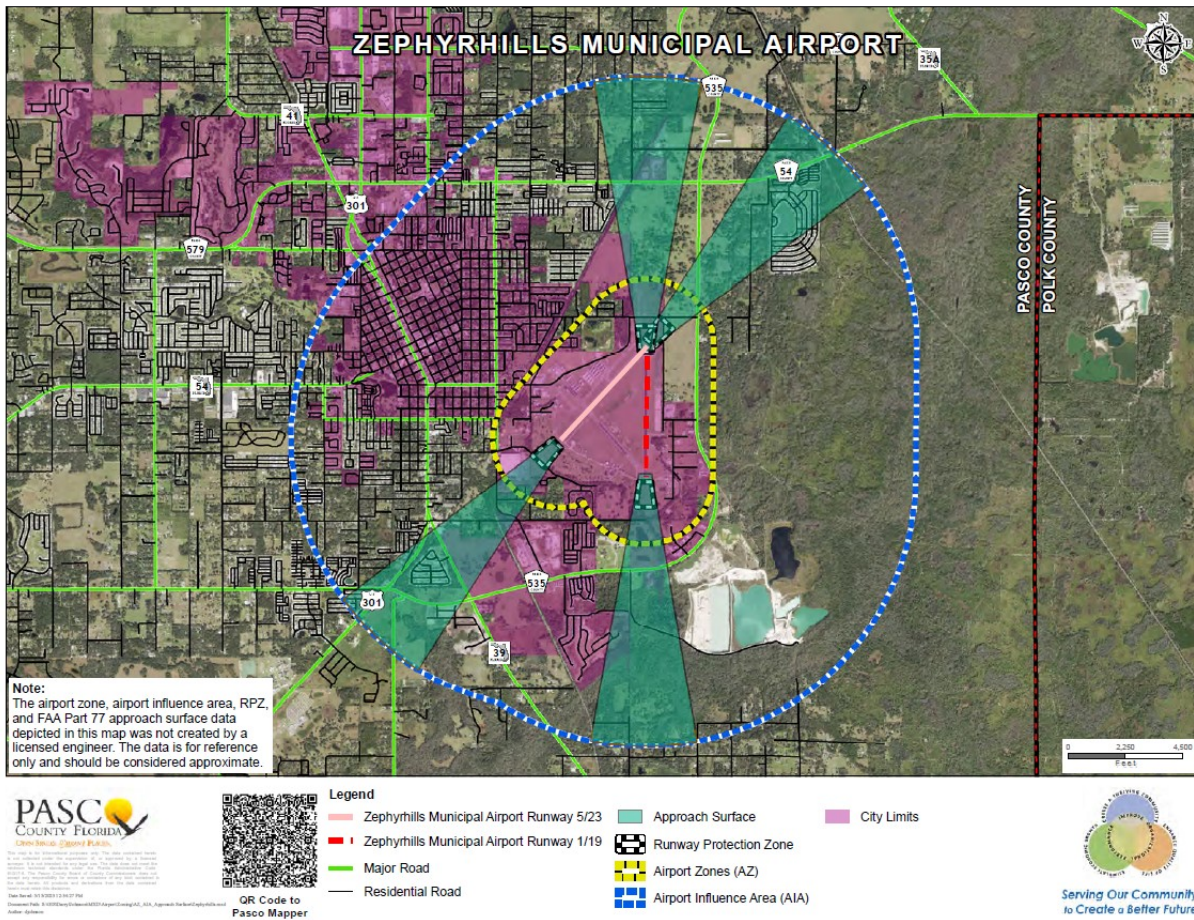 ZEPHYRHILLS MUNICIPAL AIRPORT
N
W
E
S
35A
535
41
54
301
579
PASCO COUNTY
POLK COUNTY
54
535
301
39
Note:
The airport zone, airport influence area, RPZ,
and FAA Part 77 approach surface data
depicted in this map was not created by a
licensed engineer. The data is for reference
only and should be considered approximate.
0 2,250 4,500
Feet
PASCO
COUNTY FLORIDA
OPEN SPACES. VIBRANT PLACES.
QR Code to
Pasco Mapper
Legend
Zephyrhills Municipal Airport Runway 5/23
Zephyrhills Municipal Airport Runway 1/19
Major Road
Residential Road
Approach Surface
Runway Protection Zone
Airport Zones (AZ)
Airport Influence Area (AIA)
City Limits
Serving Our Community
to Create a Better Future